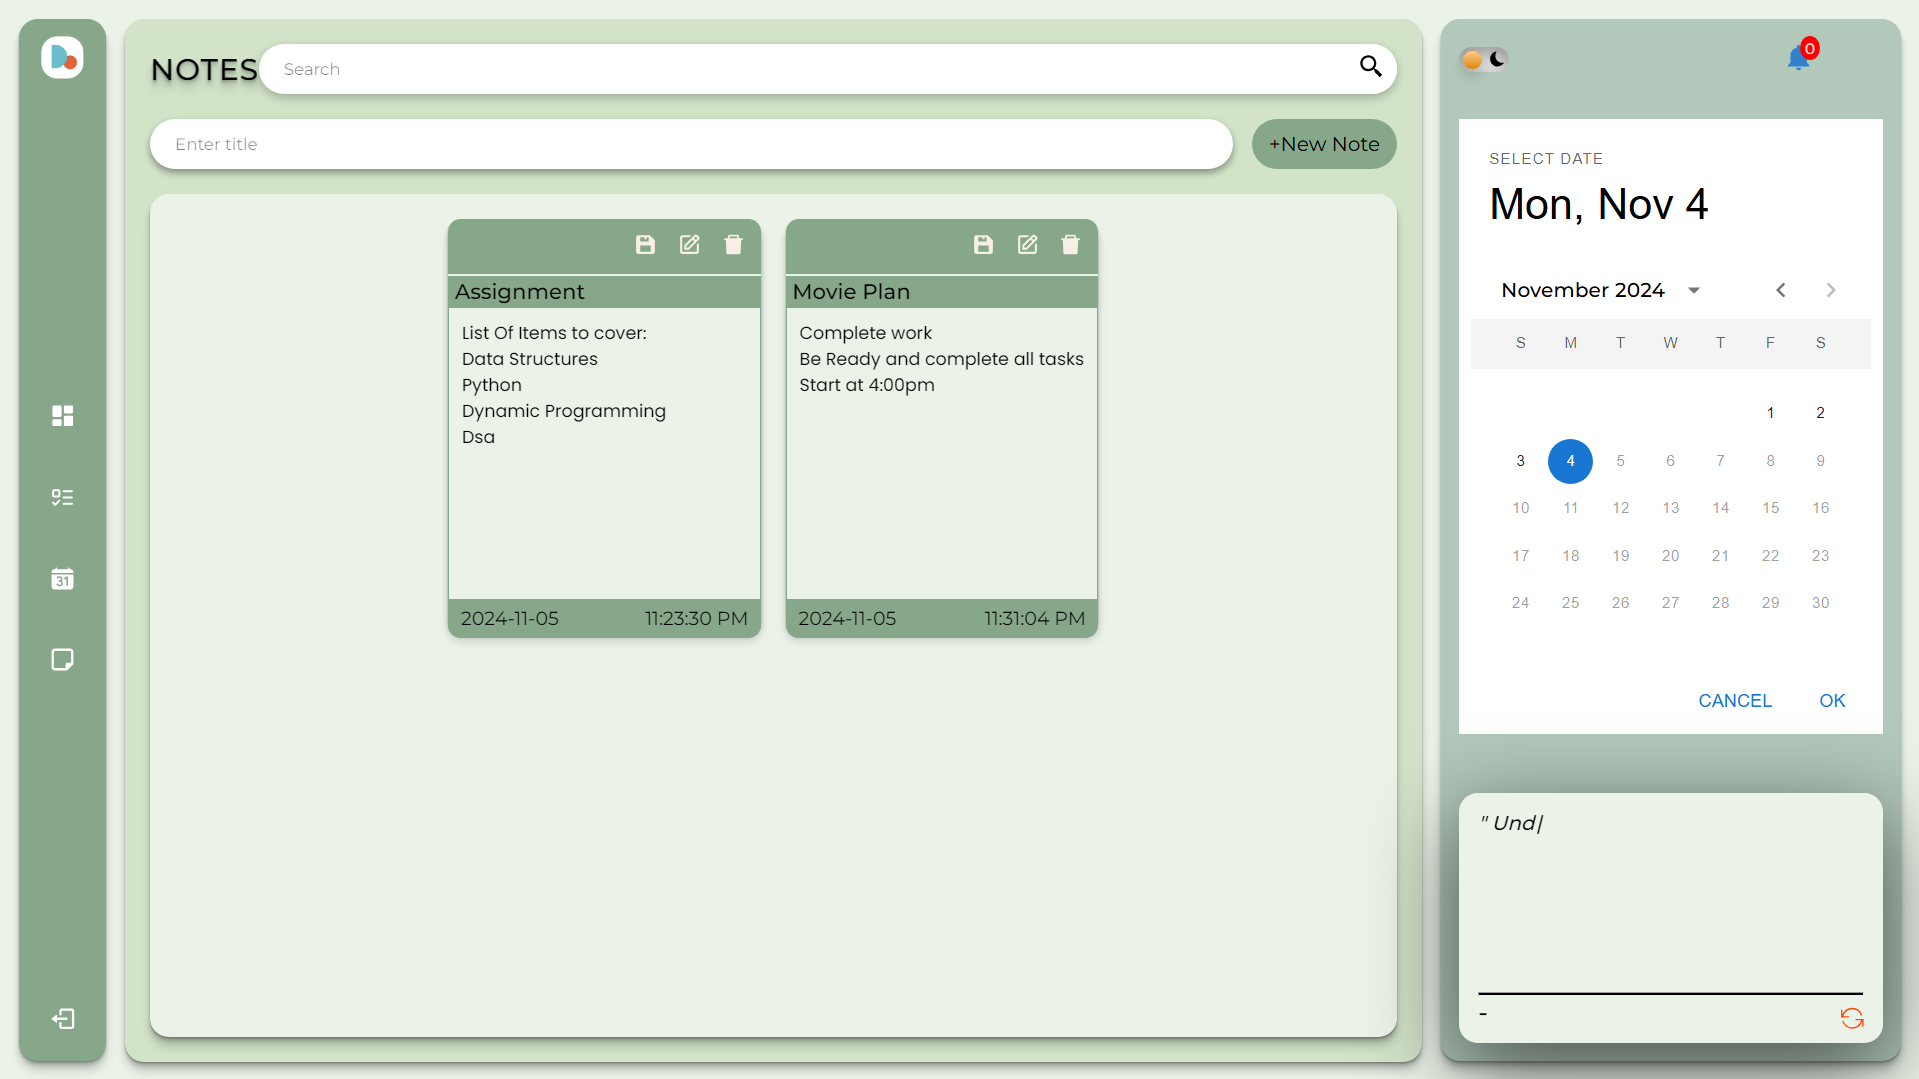 NOTES
Search
Enter title
+New Note
Assignment
List Of Items to cover:
Data Structures
Python
Dynamic Programming
Dsa
2024-11-05 11:23:30 PM
Movie Plan
Complete work
Be Ready and complete all tasks
Start at 4:00pm
2024-11-05 11:31:04 PM
31
0
SELECT DATE
Mon, Nov 4
November 2024
S M T W T F S
1 2
3 4 5 6 7 8 9
10 11 12 13 14 15 16
17 18 19 20 21 22 23
24 25 26 27 28 29 30
CANCEL OK
" Und|
-